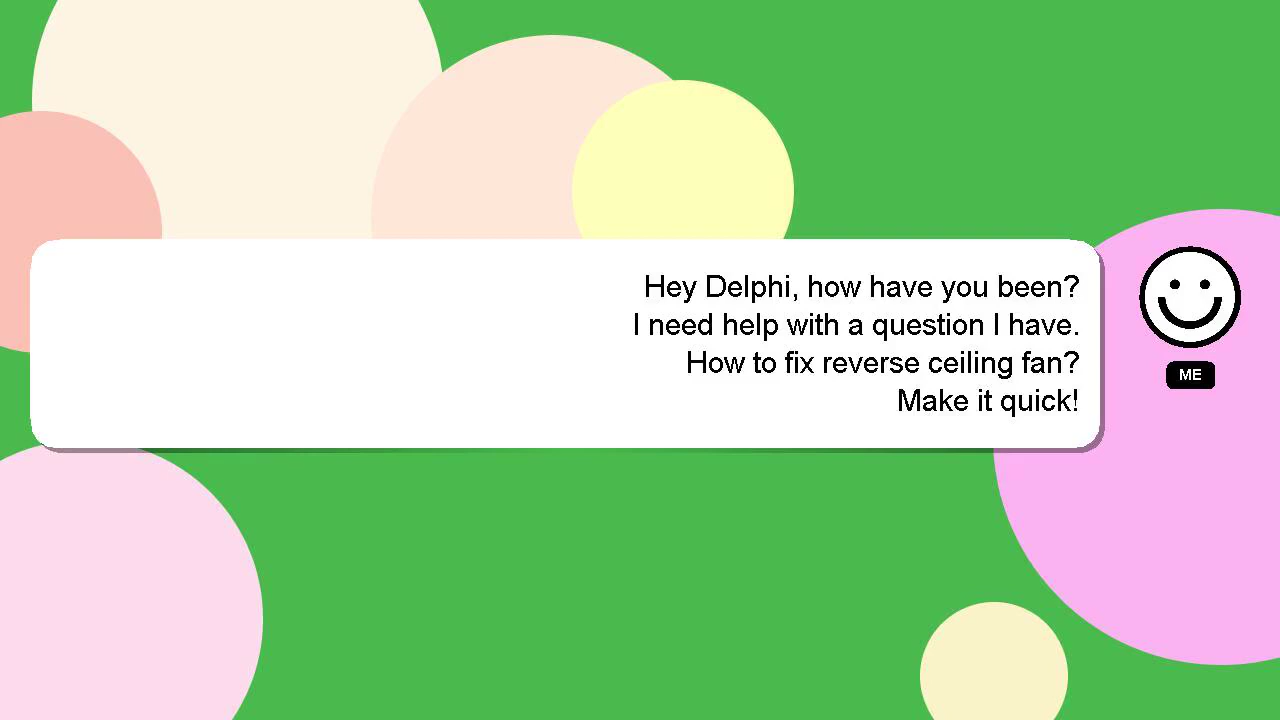 Hey Delphi, how have you been?
I need help with a question I have.
How to fix reverse ceiling fan?
Make it quick!
ME